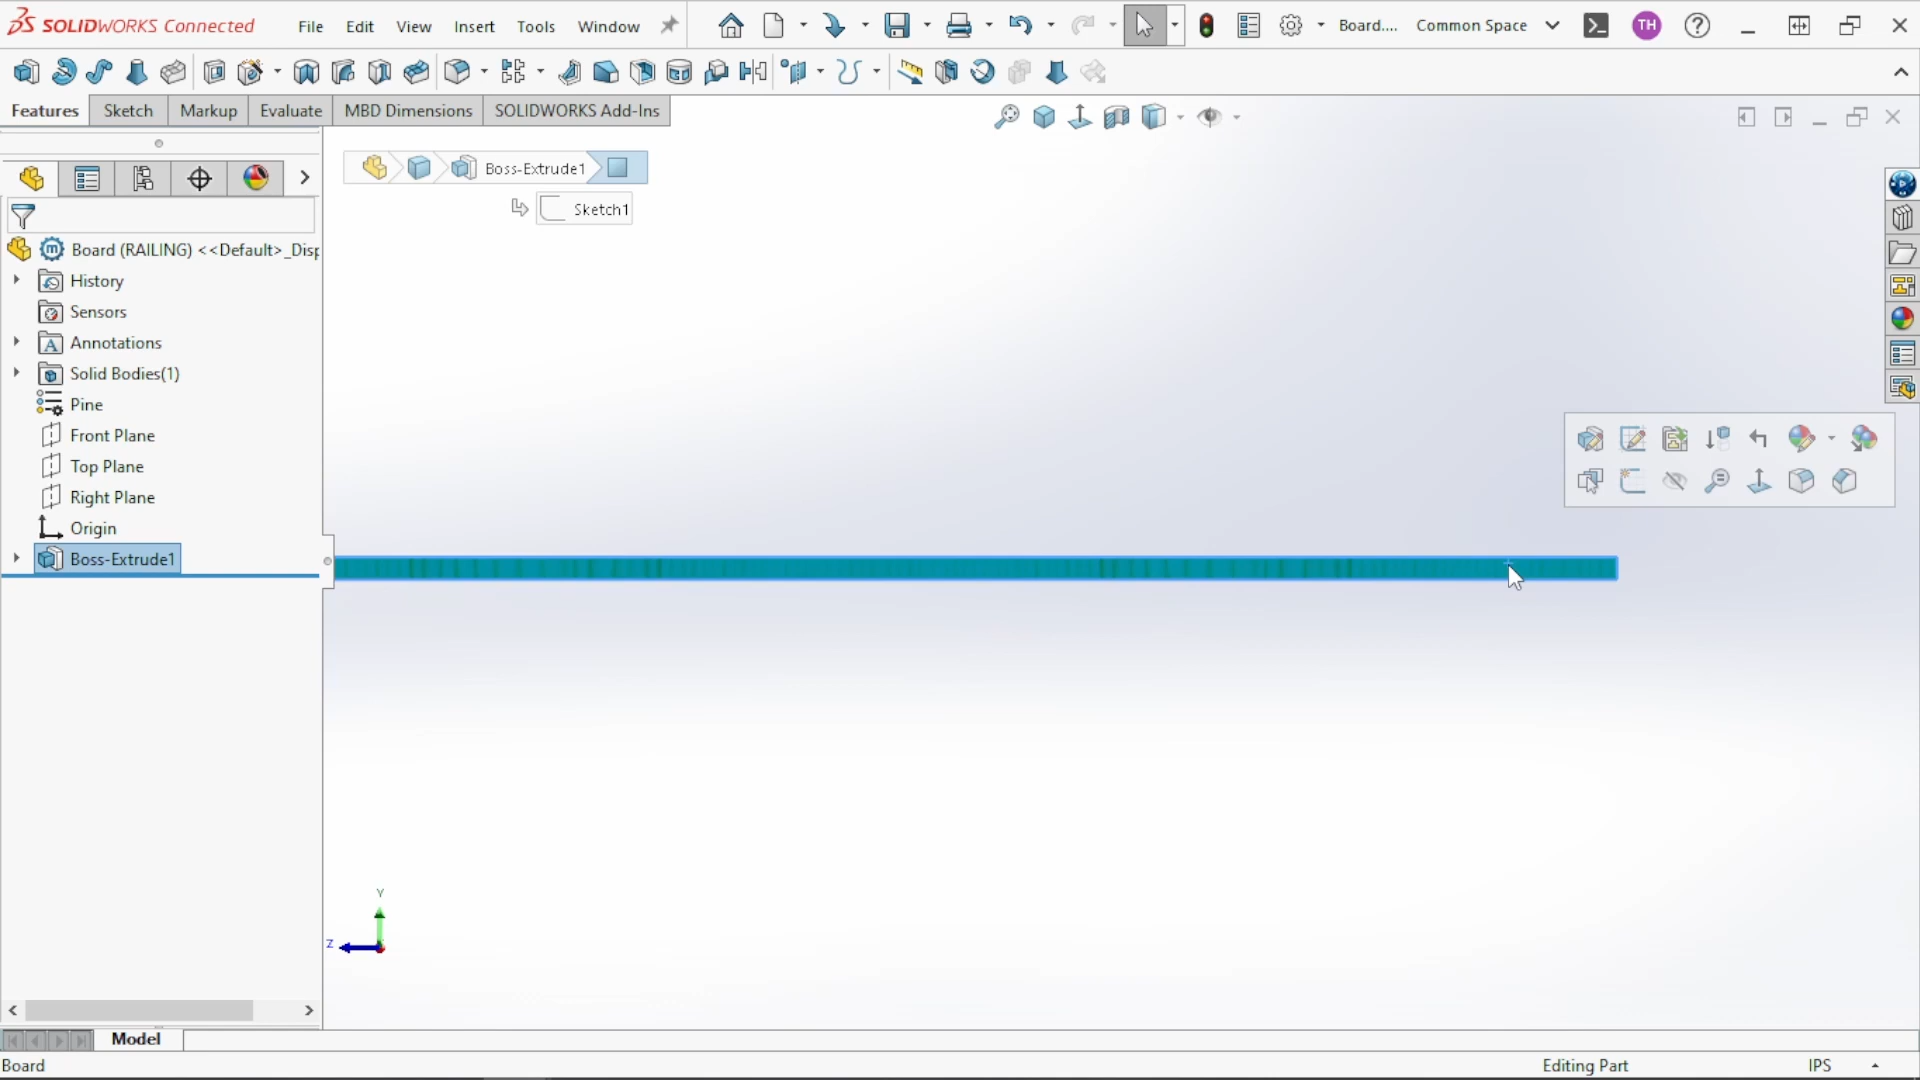 SOLIDWORKS Connected
File Edit View Insert Tools Window
Board.... Common Space TH
Features Sketch Markup Evaluate MBD Dimensions SOLIDWORKS Add-Ins
Boss-Extrude1
Sketch1
Board (RAILING) <<Default>_Disp
History
Sensors
Annotations
Solid Bodies(1)
Pine
Front Plane
Top Plane
Right Plane
Origin
Boss-Extrude1
Y
Z
Model
Board Editing Part IPS